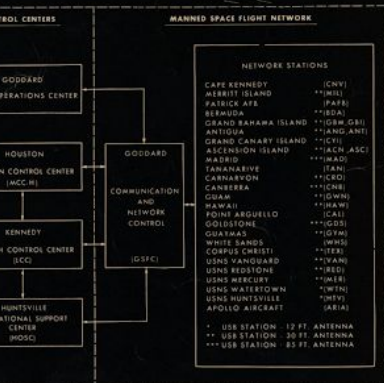 ROL CENTERS
MANNED SPACE FLIGHT NETWORK
GODDARD
PERATIONS CENTER
HOUSTON
N CONTROL CENTER
(MCC-H)
KENNEDY
H CONTROL CENTER
(LCC)
HUNTSVILLE
ATIONAL SUPPORT
CENTER
(HOSC)
GODDARD
COMMUNICATION
AND
NETWORK
CONTROL
(GSFC)
NETWORK STATIONS
CAPE KENNEDY (CNV)
MERRITT ISLAND **(MIL)
PATRICK AFB (PAFB)
BERMUDA **(BDA)
GRAND BAHAMA ISLAND **(GBM,GBI)
ANTIGUA **(ANG,ANT)
GRAND CANARY ISLAND **(CYI)
ASCENSION ISLAND **(ACN,ASC)
MADRID ***(MAD)
TANANARIVE (TAN)
CARNARVON **(CRO)
CANBERRA ***(CNB)
GUAM **(GWM)
HAWAII **(HAW)
POINT ARGUELLO (CAL)
GOLDSTONE ***(GDS)
GUAYMAS **(GYM)
WHITE SANDS (WHS)
CORPUS CHRISTI **(TEX)
USNS VANGUARD **(VAN)
USNS REDSTONE **(RED)
USNS MERCURY **(MER)
USNS WATERTOWN *(WTN)
USNS HUNTSVILLE *(HTV)
APOLLO AIRCRAFT (ARIA)
* USB STATION - 12 FT. ANTENNA
** USB STATION - 30 FT. ANTENNA
*** USB STATION - 85 FT. ANTENNA